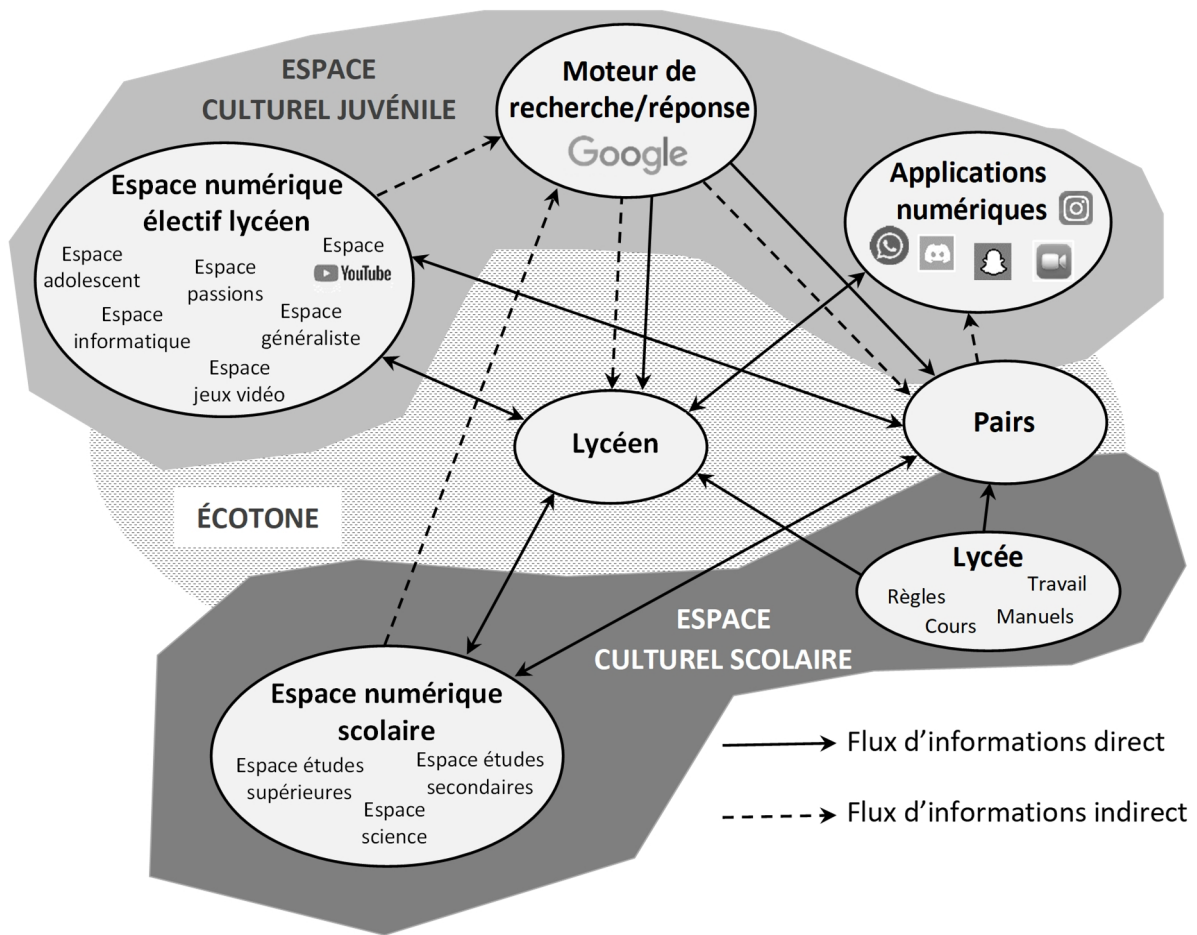 ESPACE
CULTUREL JUVÉNILE
Moteur de
recherche/réponse
Google
Applications
numériques
Espace numérique
électif lycéen
Espace
adolescent
Espace
passions
Espace
YouTube
Espace
informatique
Espace
généraliste
Espace
jeux vidéo
Lycéen
Pairs
ÉCOTONE
Lycée
Règles
Travail
Cours
Manuels
ESPACE
CULTUREL SCOLAIRE
Espace numérique
scolaire
Espace études
supérieures
Espace études
secondaires
Espace
science
Flux d'informations direct
Flux d'informations indirect